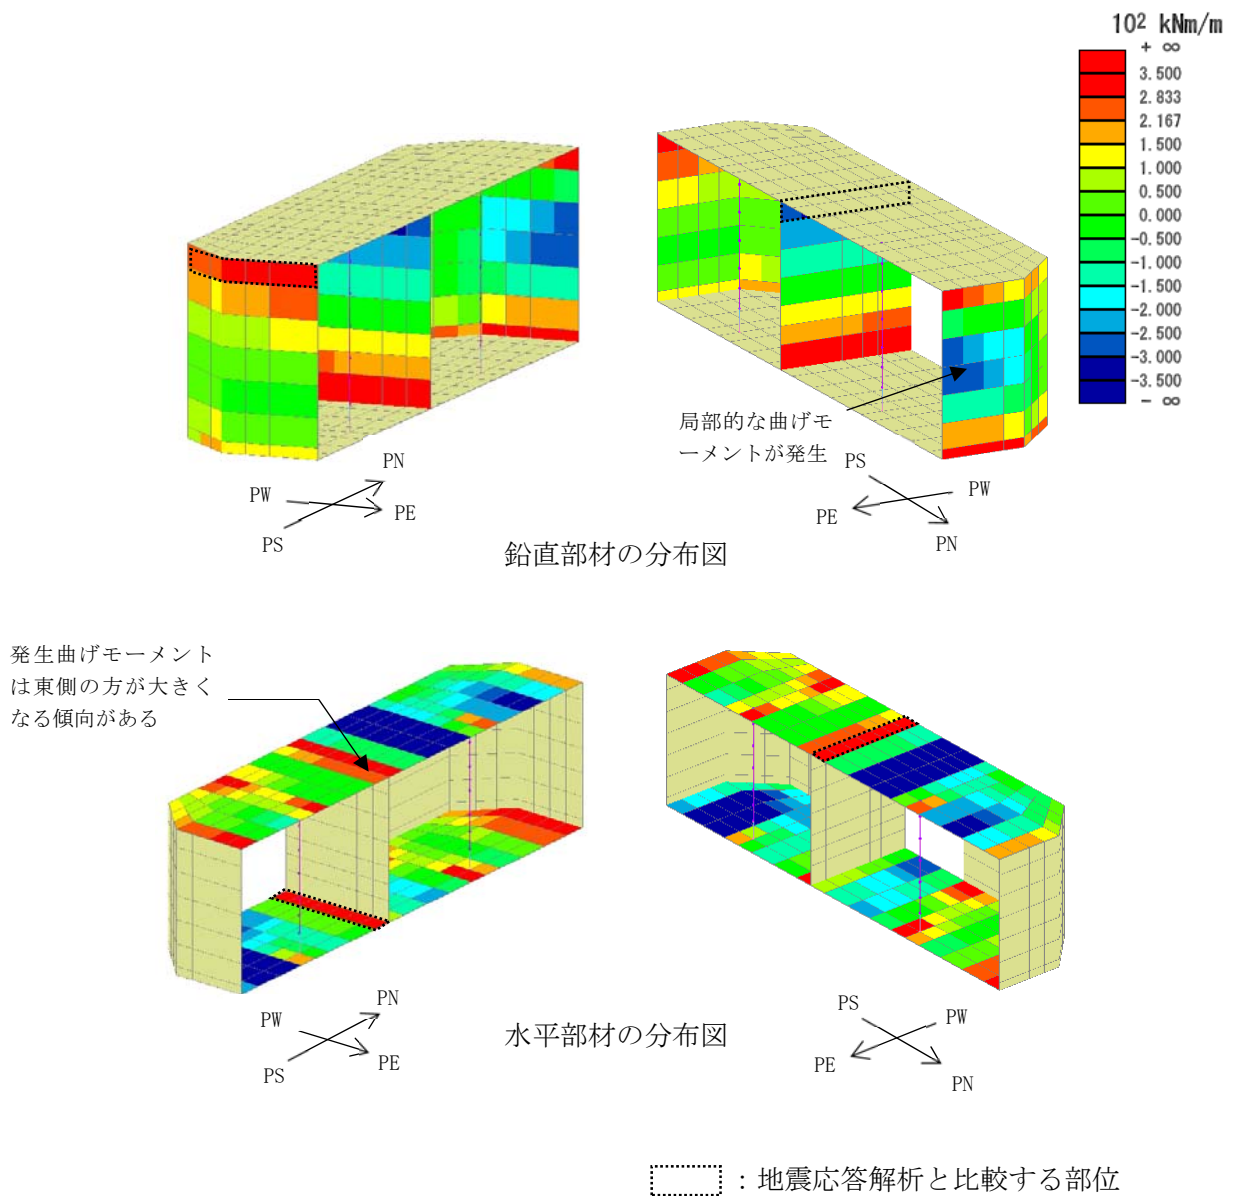 10² kNm/m
+ ∞
3.500
2.833
2.167
1.500
1.000
0.500
0.000
-0.500
-1.000
-1.500
-2.000
-2.500
-3.000
-3.500
- ∞
局部的な曲げモ
ーメントが発生
PN
PW
PE
PS
PS
PW
PE
PN
鉛直部材の分布図
発生曲げモーメント
は東側の方が大きく
なる傾向がある
PN
PW
PE
PS
PS
PW
PE
PN
水平部材の分布図
：地震応答解析と比較する部位